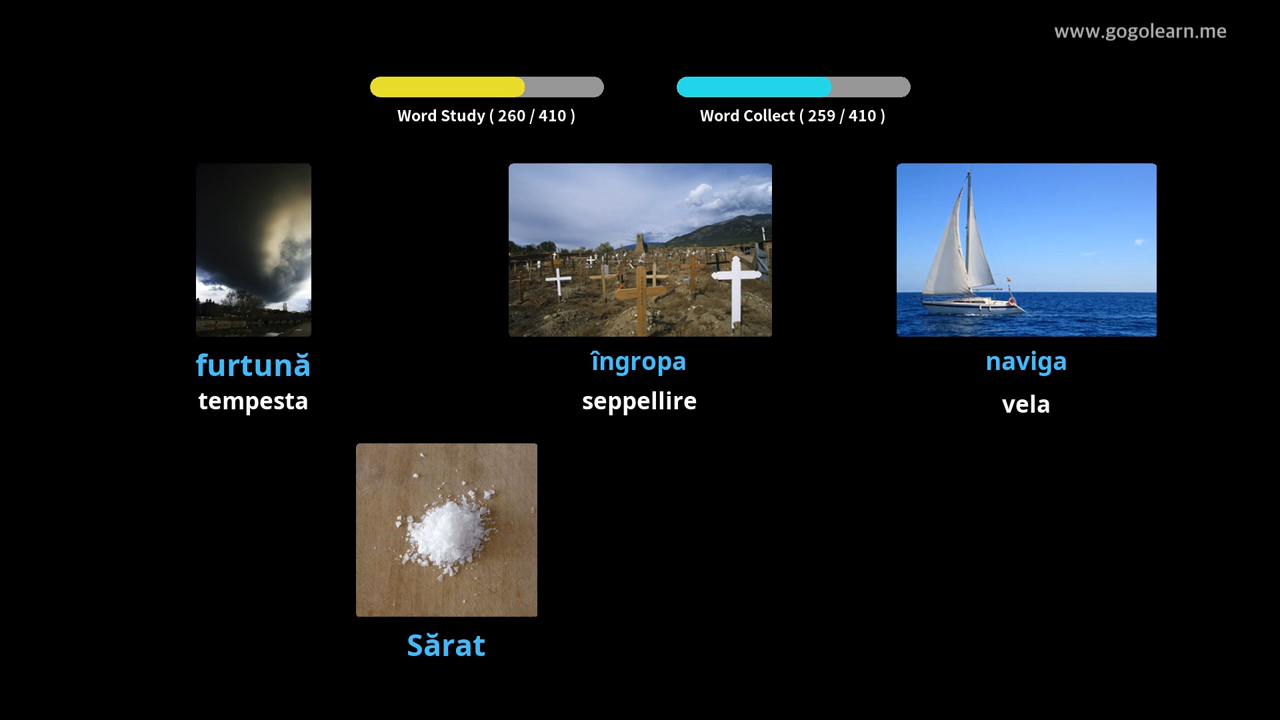 www.gogolearn.me
Word Study ( 260 / 410 )
Word Collect ( 259 / 410 )
furtună
tempesta
îngropa
seppellire
naviga
vela
Sărat